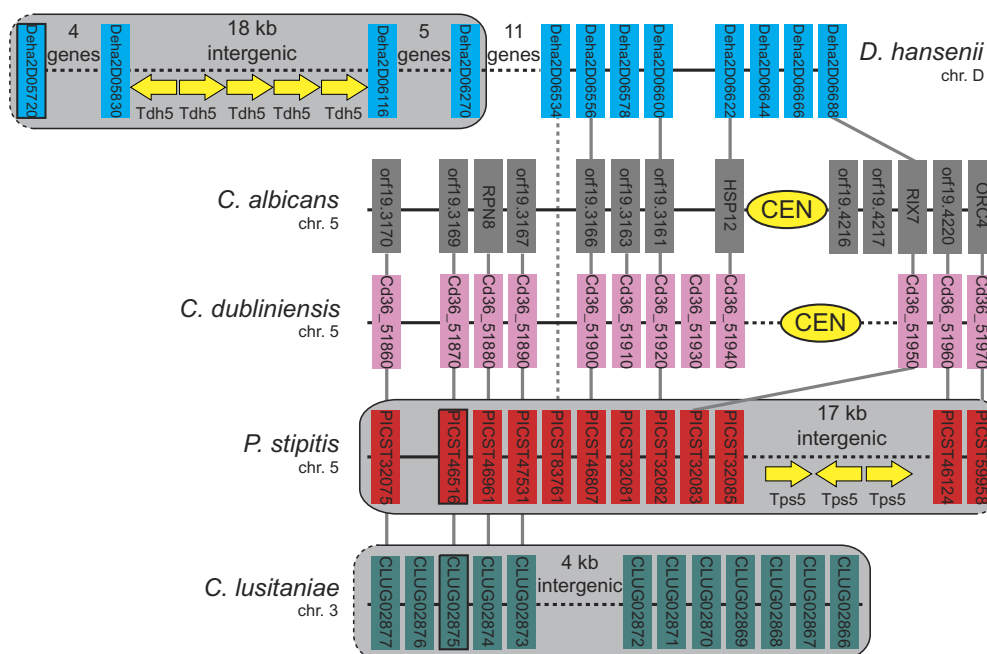 4 genes
18 kb intergenic
5 genes
11 genes
D. hansenii
chr. D
Deha2D05720
Deha2D05830
Deha2D06116
Deha2D06270
Deha2D06534
Deha2D06556
Deha2D06578
Deha2D06600
Deha2D06622
Deha2D06644
Deha2D06666
Deha2D06688
Tdh5 Tdh5 Tdh5 Tdh5 Tdh5
C. albicans
chr. 5
orf19.3170
orf19.3169
RPN8
orf19.3167
orf19.3166
orf19.3163
orf19.3161
HSP12
CEN
orf19.4216
orf19.4217
RIX7
orf19.4220
ORC4
C. dubliniensis
chr. 5
Cd36_51860
Cd36_51870
Cd36_51880
Cd36_51890
Cd36_51900
Cd36_51910
Cd36_51920
Cd36_51930
Cd36_51940
CEN
Cd36_51950
Cd36_51960
Cd36_51970
P. stipitis
chr. 5
PICST32075
PICST46516
PICST46961
PICST47531
PICST83761
PICST46807
PICST32081
PICST32082
PICST32083
PICST32085
17 kb
intergenic
Tps5 Tps5 Tps5
PICST46124
PICST59958
C. lusitaniae
chr. 3
CLUG02877
CLUG02876
CLUG02875
CLUG02874
CLUG02873
4 kb
intergenic
CLUG02872
CLUG02871
CLUG02870
CLUG02869
CLUG02868
CLUG02867
CLUG02866